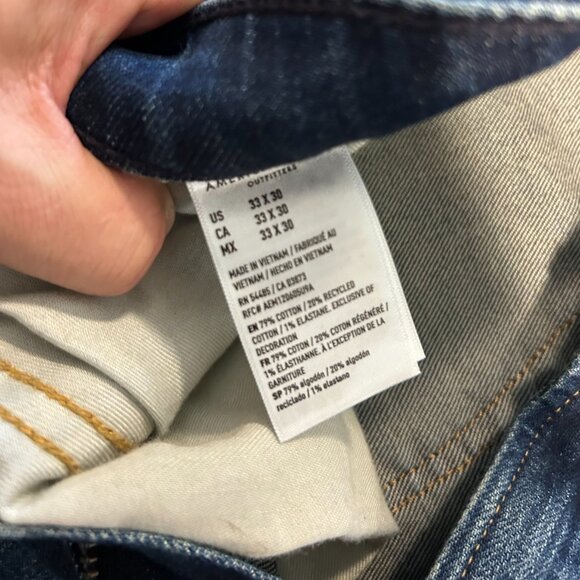 OUTFITTERS
US 33 X 30
CA 33 X 30
MX 33 X 30
MADE IN VIETNAM / FABRIQUÉ AU
VIETNAM / HECHO EN VIETNAM
RN 54485 / CA 03873
RFC# AEM120605U9A
EN 79% COTTON / 20% RECYCLED
COTTON / 1% ELASTANE. EXCLUSIVE OF
DECORATION
FR 79% COTON / 20% COTON RÉGÉNÉRÉ /
1% ÉLASTHANNE. À L'EXCEPTION DE LA
GARNITURE
SP 79% algodón / 20% algodón
reciclado / 1% elastano